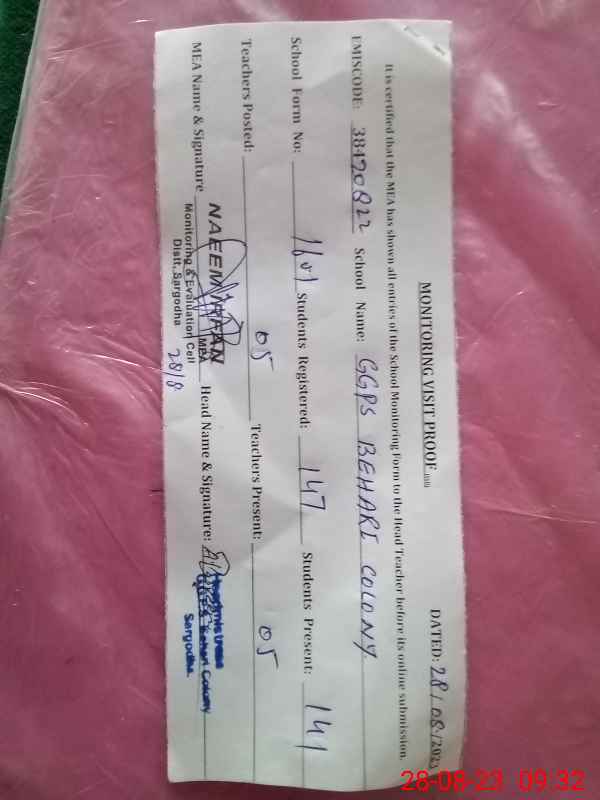 MONITORING VISIT PROOF
DATED: 28/08/2023
It is certified that the MEA has shown all entries of the School Monitoring Form to the Head Teacher before its online submission.
EMISCODE: 38420822 School Name: GGPS BEHARI COLONY
School Form No: 1601 Students Registered: 147 Students Present: 141
Teachers Posted: 05 Teachers Present: 05
MEA Name & Signature Head Name & Signature:
NAEEM IRFAN
MEA
Monitoring & Evaluation Cell
Distt, Sargodha
28/8
Headmistress
Behari Colony
Sargodha
28-08-23 09:32